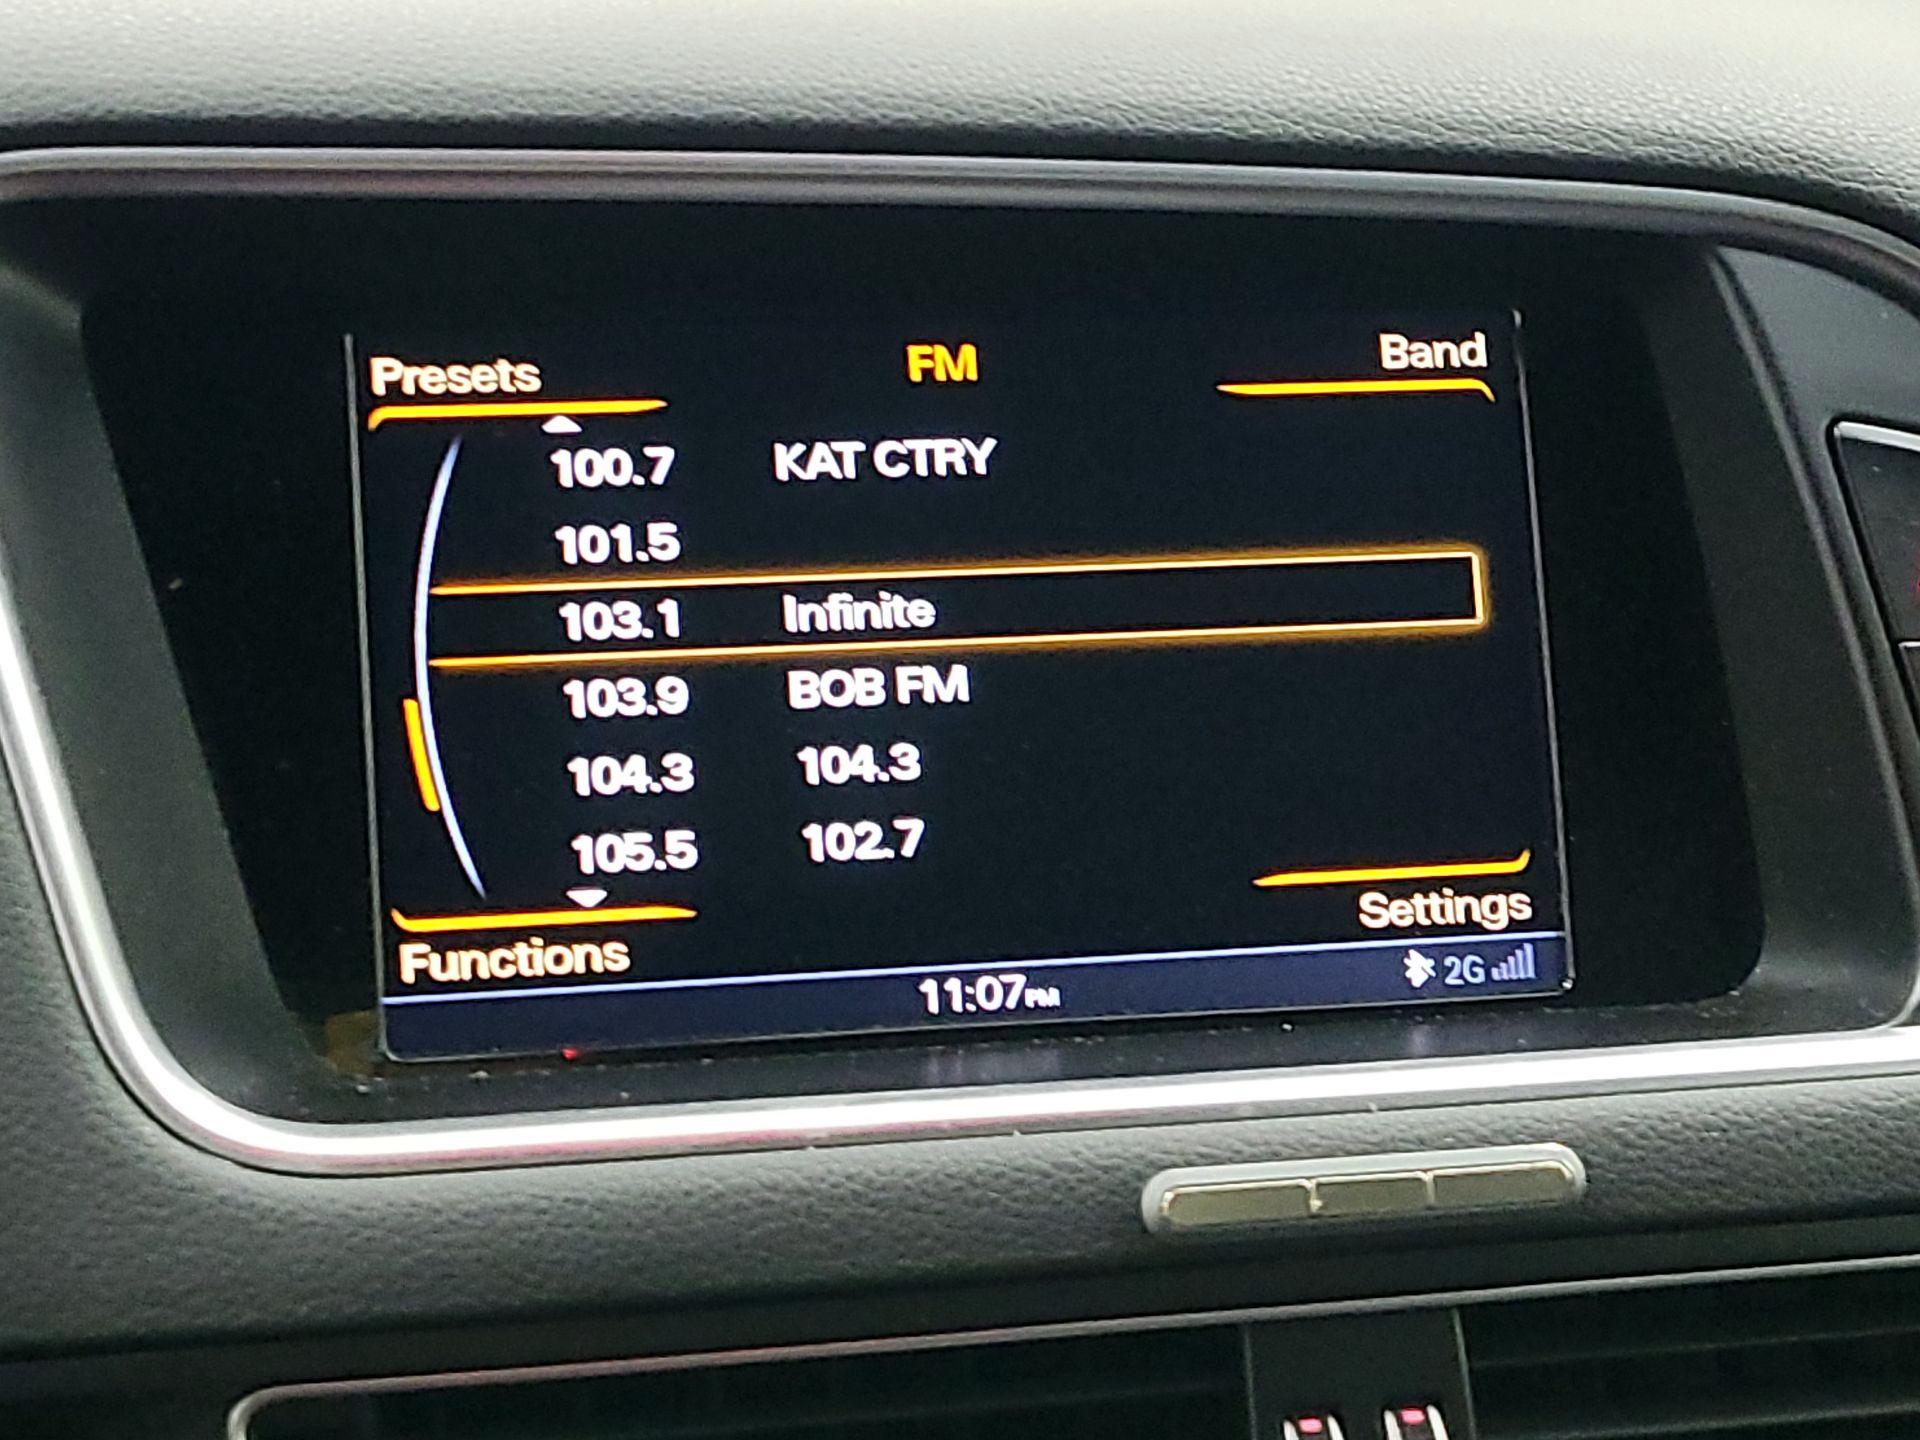 Presets FM Band
100.7 KAT CTRY
101.5
103.1 Infinite
103.9 BOB FM
104.3 104.3
105.5 102.7
Settings
Functions
11:07PM 2G